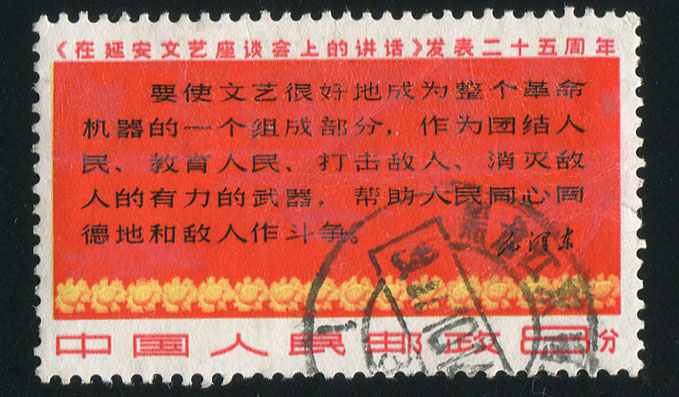 《在延安文艺座谈会上的讲话》发表二十五周年
要使文艺很好地成为整个革命
机器的一个组成部分，作为团结人
民、教育人民、打击敌人、消灭敌
人的有力的武器，帮助人民同心同
德地和敌人作斗争。
毛泽东
中国人民邮政8分
黑龙江